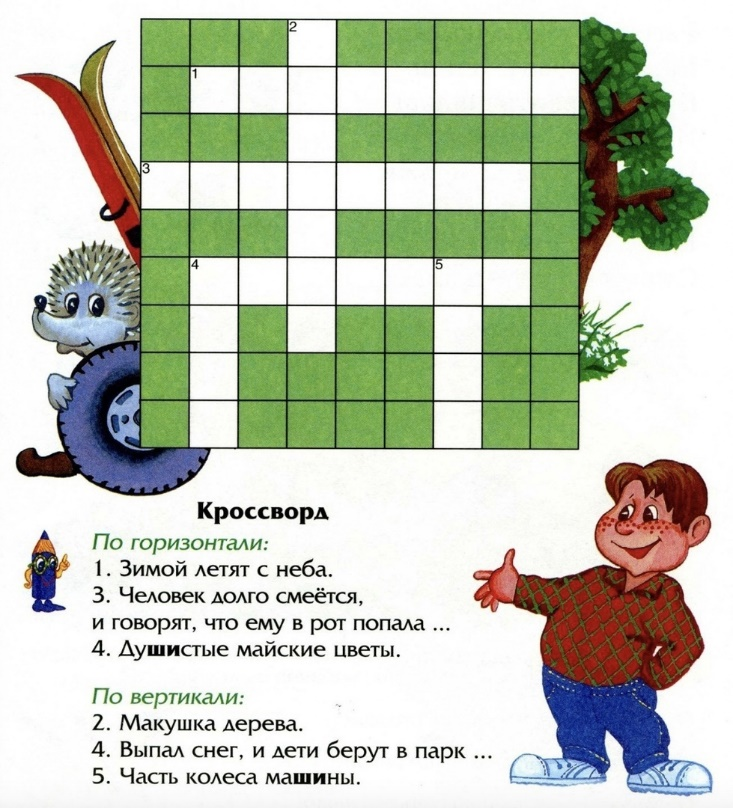 2
1
3
4 5
Кроссворд
По горизонтали:
1. Зимой летят с неба.
3. Человек долго смеётся,
и говорят, что ему в рот попала ...
4. Душистые майские цветы.
По вертикали:
2. Макушка дерева.
4. Выпал снег, и дети берут в парк ...
5. Часть колеса машины.